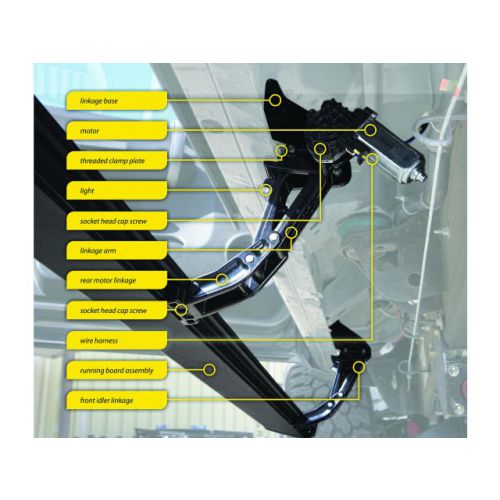 linkage base
motor
threaded clamp plate
light
socket head cap screw
linkage arm
rear motor linkage
socket head cap screw
wire harness
running board assembly
front idler linkage